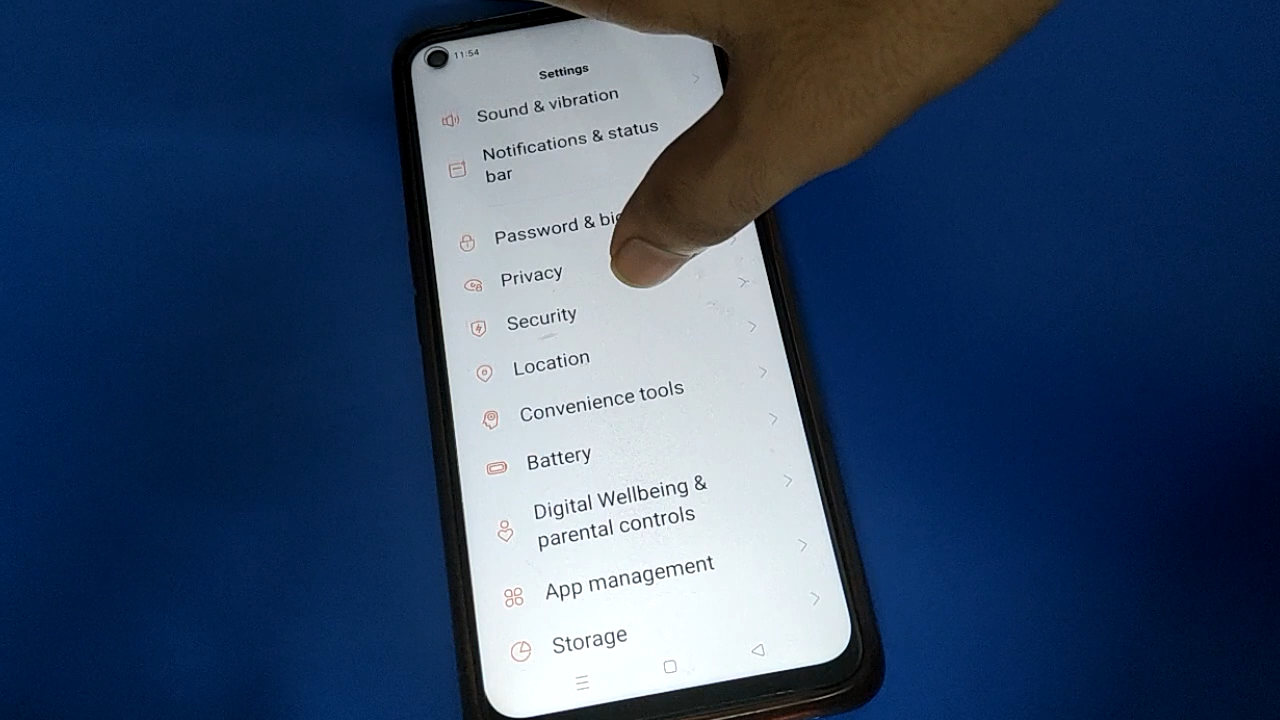 11:54
Settings
Sound & vibration
Notifications & status
bar
Password &
Privacy
Security
Location
Convenience tools
Battery
Digital Wellbeing &
parental controls
App management
Storage